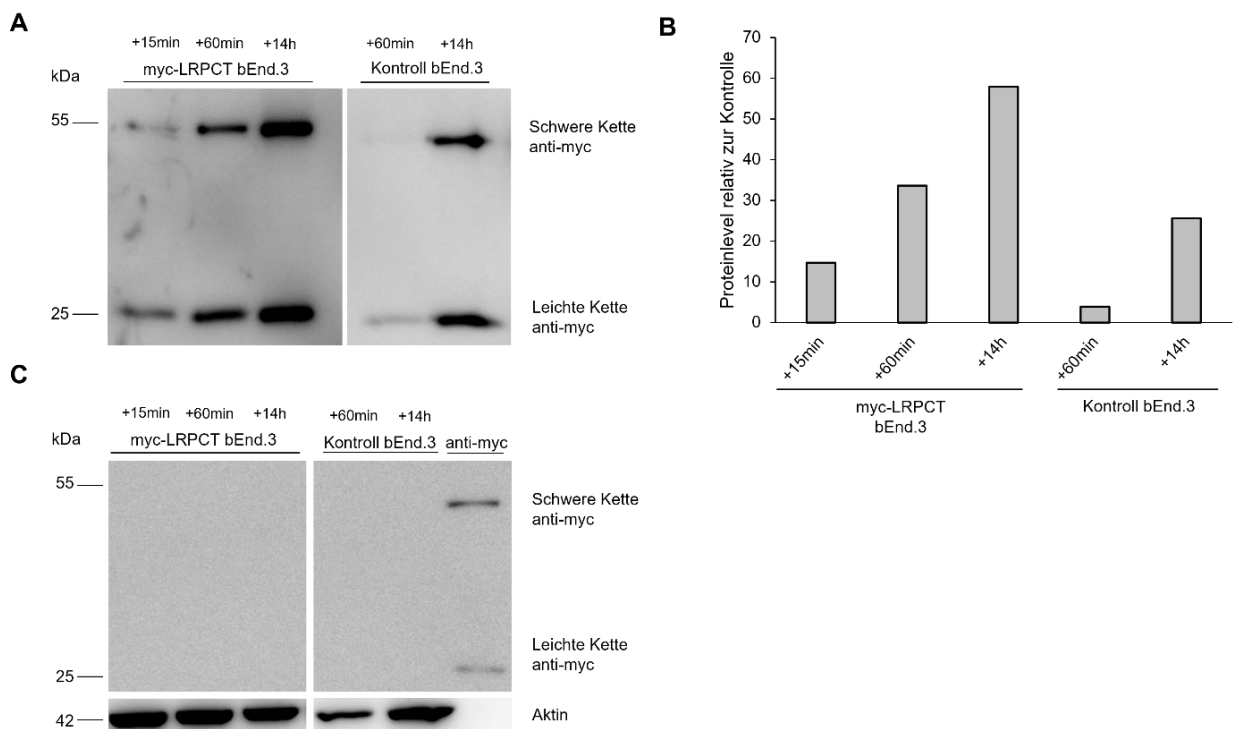 A
+15min +60min +14h
+60min +14h
kDa
myc-LRPCT bEnd.3
Kontroll bEnd.3
55
Schwere Kette
anti-myc
25
Leichte Kette
anti-myc
B
Proteinlevel relativ zur Kontrolle
70
60
50
40
30
20
10
0
+15min
+60min
+14h
+60min
+14h
myc-LRPCT
bEnd.3
Kontroll bEnd.3
C
+15min +60min +14h
+60min +14h
kDa
myc-LRPCT bEnd.3
Kontroll bEnd.3
anti-myc
55
Schwere Kette
anti-myc
Leichte Kette
anti-myc
25
42
Aktin